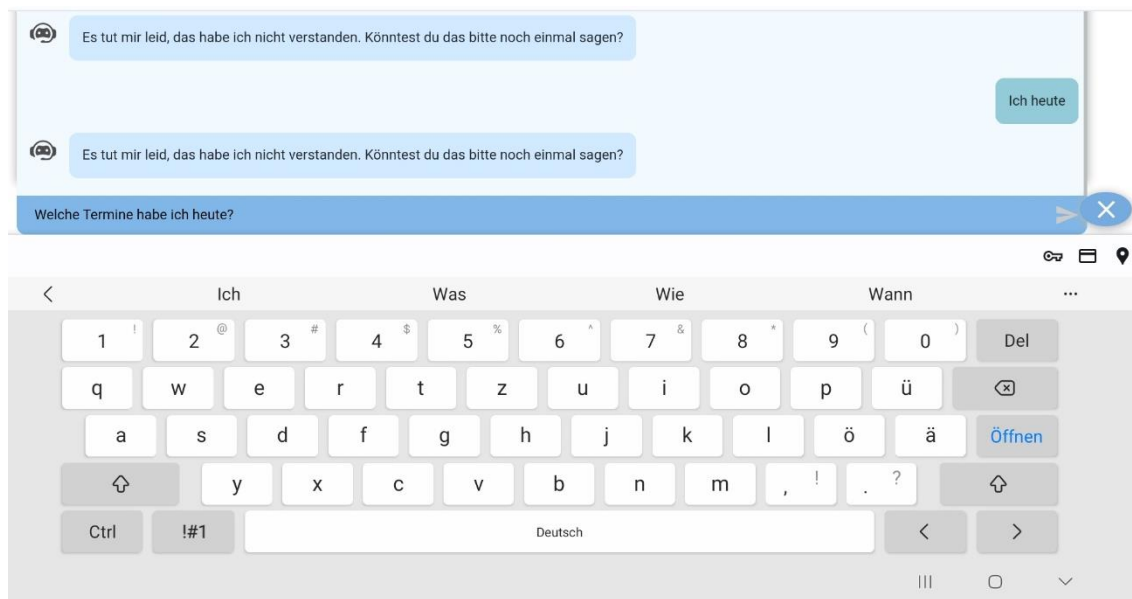 Es tut mir leid, das habe ich nicht verstanden. Könntest du das bitte noch einmal sagen?
Ich heute
Es tut mir leid, das habe ich nicht verstanden. Könntest du das bitte noch einmal sagen?
Welche Termine habe ich heute?
Ich Was Wie Wann ...
1 ! 2 @ 3 # 4 $ 5 % 6 ^ 7 & 8 * 9 ( 0 ) Del
q w e r t z u i o p ü
a s d f g h j k l ö ä Öffnen
y x c v b n m , ! . ?
Ctrl !#1 Deutsch < >